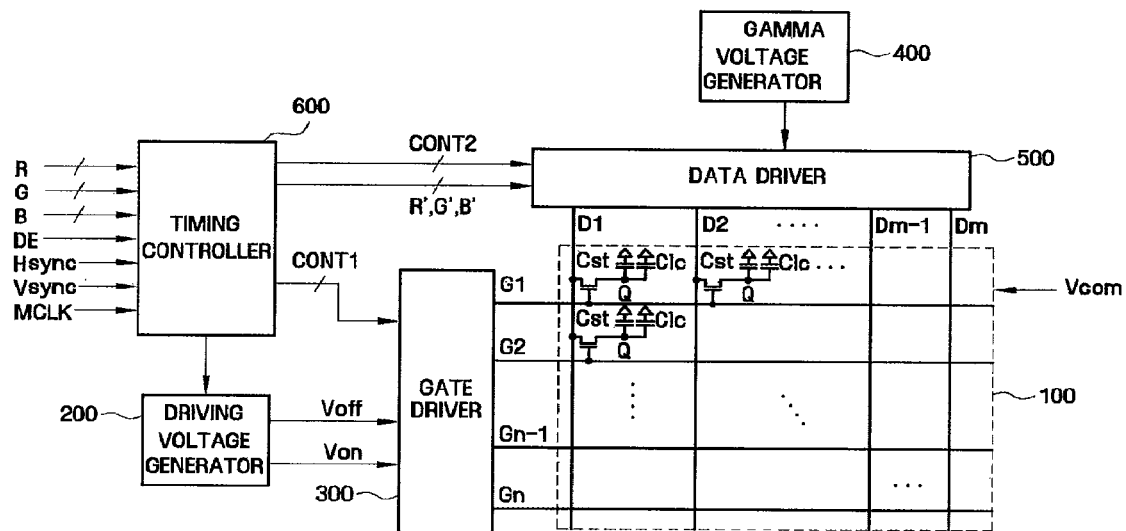 GAMMA
VOLTAGE
GENERATOR
400
600
R
G
B
DE
Hsync
Vsync
MCLK
TIMING
CONTROLLER
CONT2
R',G',B'
CONT1
DATA DRIVER
500
D1
D2
. . . . .
Dm-1
Dm
Cst
Clc
Cst
Clc
. . .
G1
Q
Q
Vcom
Cst
Clc
G2
Q
200
DRIVING
VOLTAGE
GENERATOR
Voff
Von
GATE
DRIVER
300
100
Gn-1
Gn